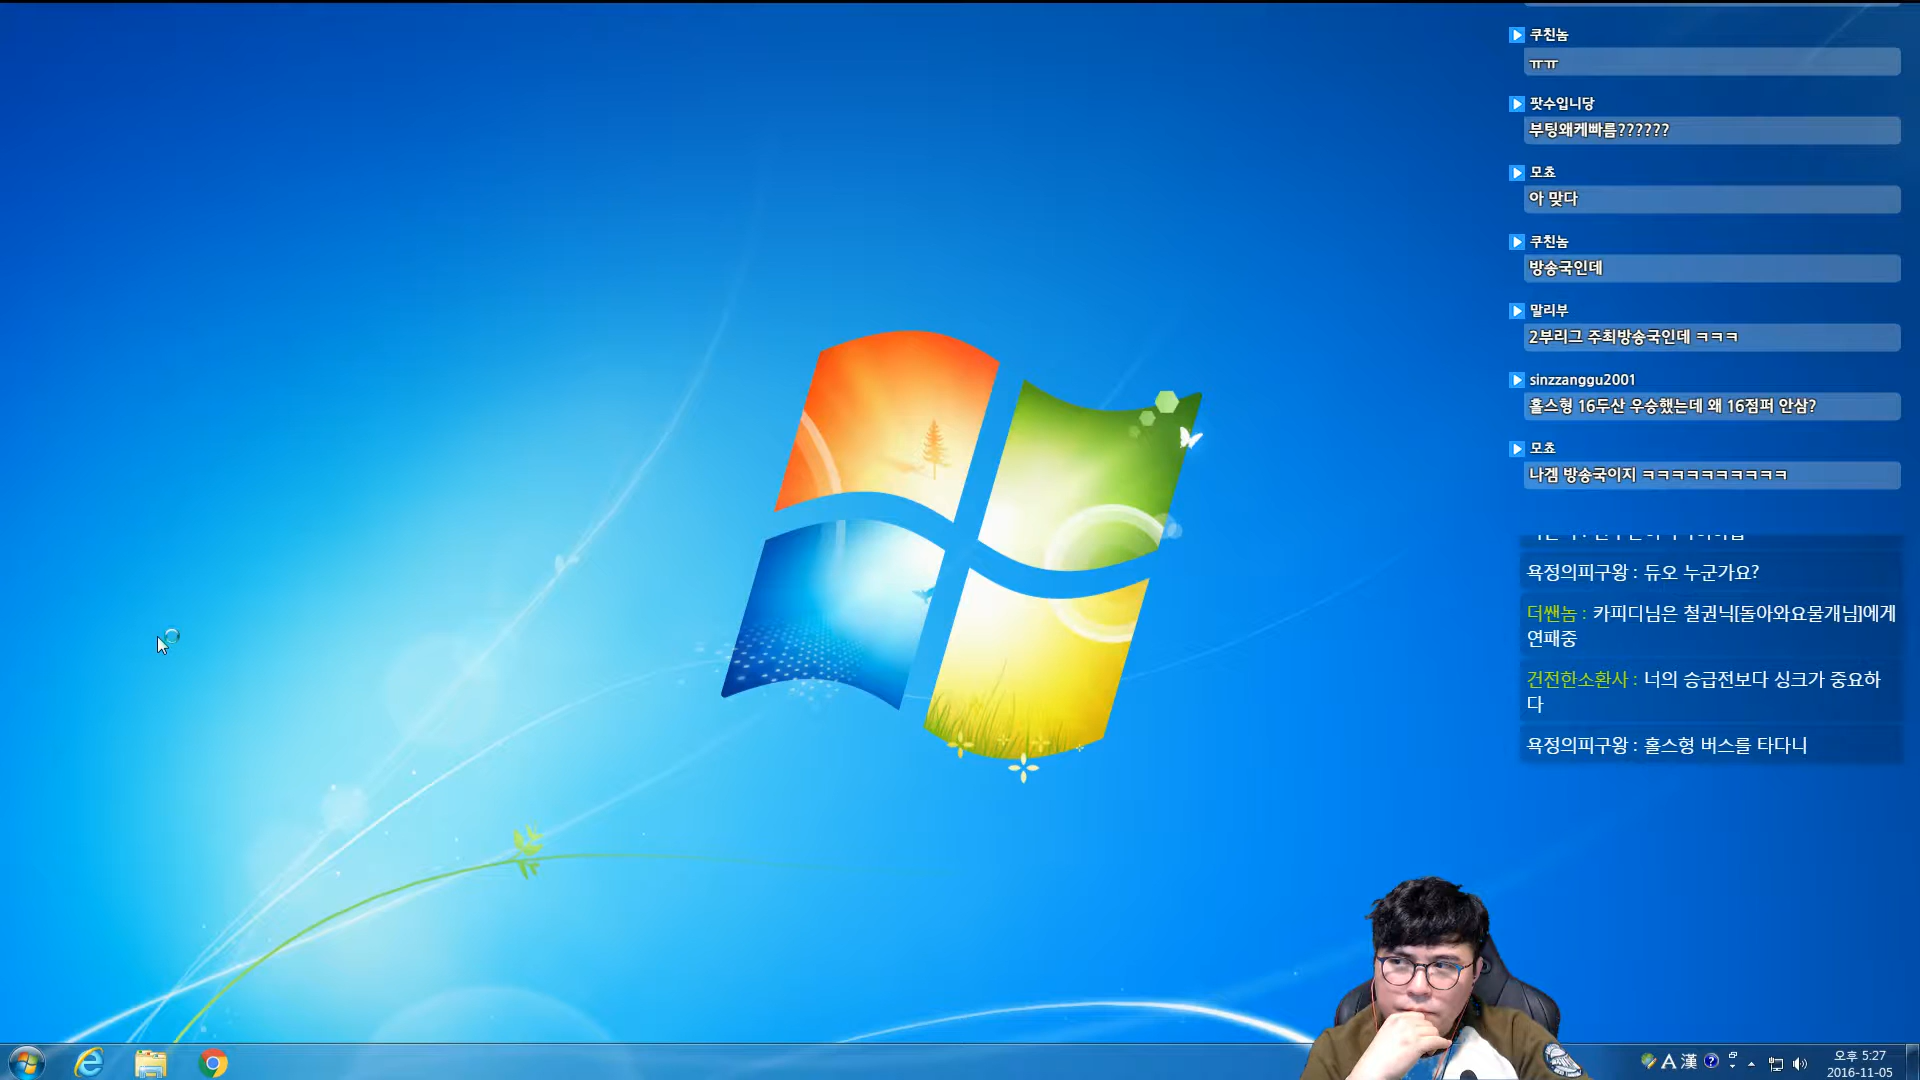 쿠친놈
ㅠㅠ
팟수입니당
부팅왜케빠름??????
모쵸
아 맞다
쿠친놈
방송국인데
말리부
2부리그 주최방송국인데 ㅋㅋㅋ
sinzzanggu2001
홀스형 16두산 우승했는데 왜 16점퍼 안삼?
모쵸
나겜 방송국이지 ㅋㅋㅋㅋㅋㅋㅋㅋㅋㅋ
욕정의피구왕 : 듀오 누군가요?
더쌘놈 : 카피디님은 철권닉[돌아와요물개님]에게
연패중
건전한소환사 : 너의 승급전보다 싱크가 중요하
다
욕정의피구왕 : 홀스형 버스를 타다니
A 漢
오후 5:27
2016-11-05